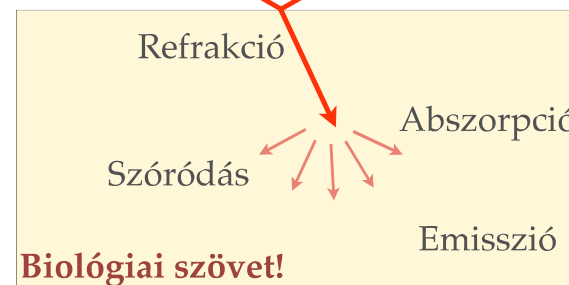 Refrakció
Abszorpció
Szóródás
Emisszió
Biológiai szövet!